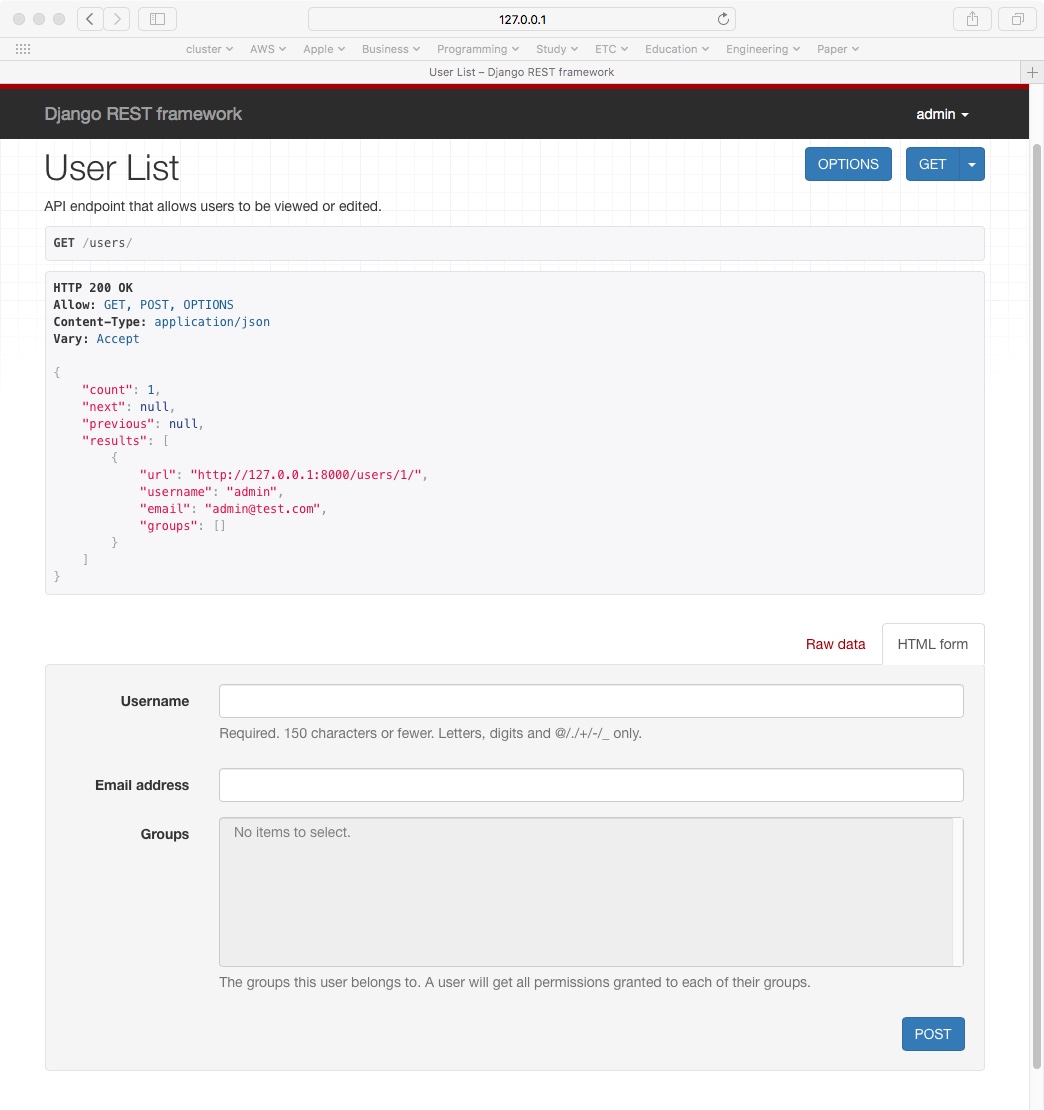 127.0.0.1
cluster AWS Apple Business Programming Study ETC Education Engineering Paper
User List – Django REST framework
Django REST framework admin
User List OPTIONS GET
API endpoint that allows users to be viewed or edited.
GET /users/
HTTP 200 OK
Allow: GET, POST, OPTIONS
Content-Type: application/json
Vary: Accept
{
    "count": 1,
    "next": null,
    "previous": null,
    "results": [
        {
            "url": "http://127.0.0.1:8000/users/1/",
            "username": "admin",
            "email": "admin@test.com",
            "groups": []
        }
    ]
}
Raw data HTML form
Username
Required. 150 characters or fewer. Letters, digits and @/./+/-/_ only.
Email address
Groups No items to select.
The groups this user belongs to. A user will get all permissions granted to each of their groups.
POST